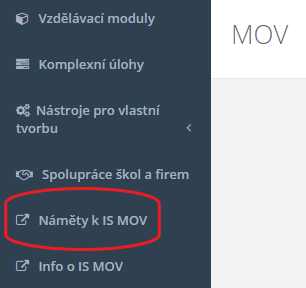 Vzdělávací moduly
MOV
Komplexní úlohy
Nástroje pro vlastní
tvorbu
Spolupráce škol a firem
Náměty k IS MOV
Info o IS MOV